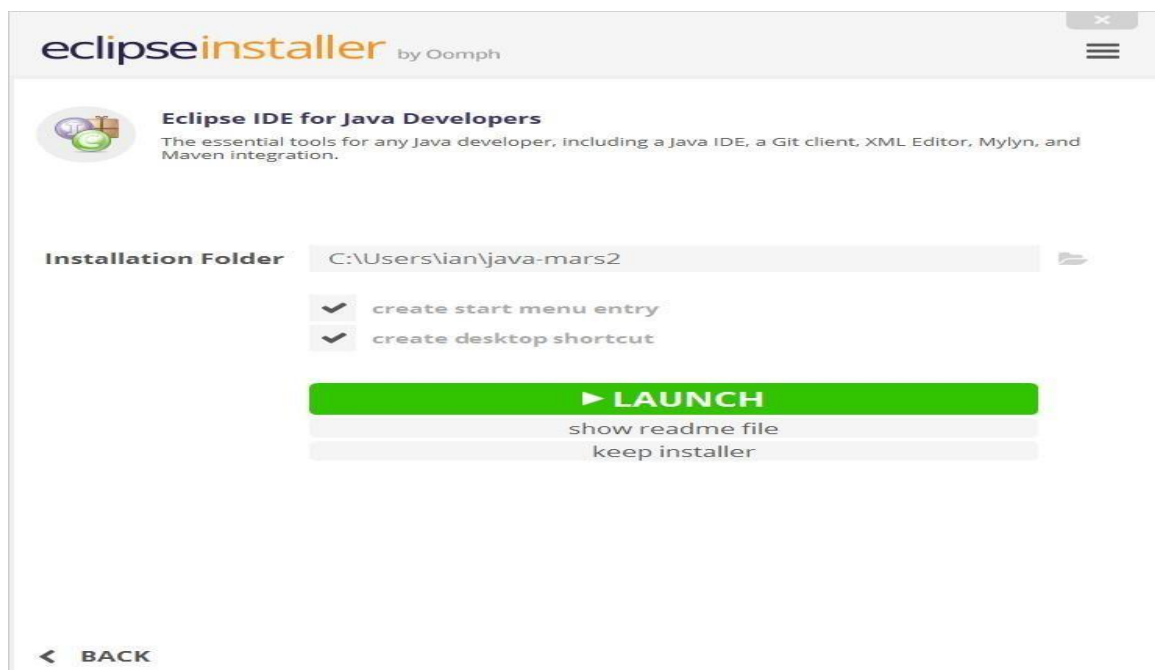 eclipseinstaller by Oomph
Eclipse IDE for Java Developers
The essential tools for any Java developer, including a Java IDE, a Git client, XML Editor, Mylyn, and
Maven integration.
Installation Folder C:\Users\ian\java-mars2
create start menu entry
create desktop shortcut
LAUNCH
show readme file
keep installer
BACK